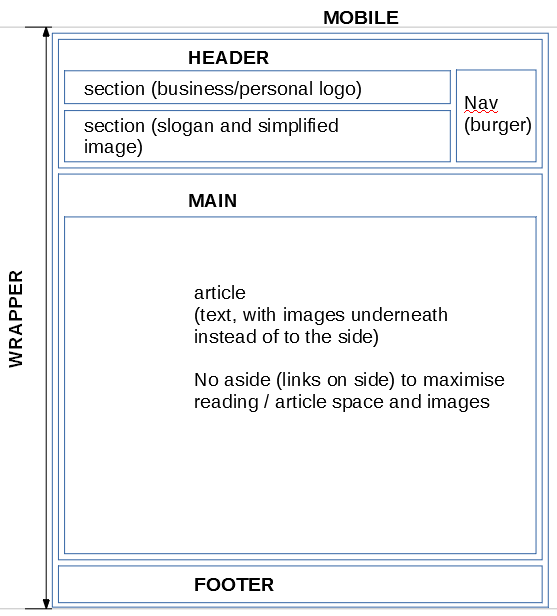 MOBILE
HEADER
section (business/personal logo)
section (slogan and simplified
image)
Nav
(burger)
MAIN
WRAPPER
article
(text, with images underneath
instead of to the side)
No aside (links on side) to maximise
reading / article space and images
FOOTER